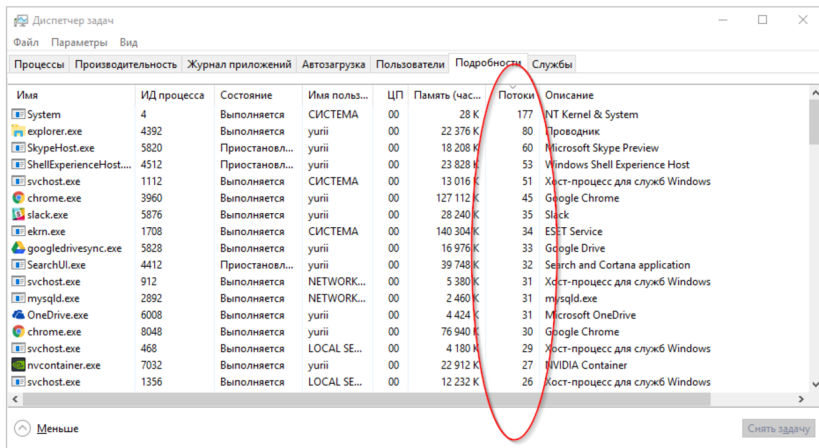 Диспетчер задач
Файл Параметры Вид
Процессы Производительность Журнал приложений Автозагрузка Пользователи Подробности Службы
Имя ИД процесса Состояние Имя польз... ЦП Память (час... Потоки Описание
System 4 Выполняется СИСТЕМА 00 28 K 177 NT Kernel & System
explorer.exe 4392 Выполняется yurii 00 22 376 K 80 Проводник
SkypeHost.exe 5820 Приостановл... yurii 00 18 208 K 60 Microsoft Skype Preview
ShellExperienceHost.... 4512 Приостановл... yurii 00 23 828 K 53 Windows Shell Experience Host
svchost.exe 1112 Выполняется СИСТЕМА 00 13 016 K 51 Хост-процесс для служб Windows
chrome.exe 3960 Выполняется yurii 00 127 112 K 45 Google Chrome
slack.exe 5876 Выполняется yurii 00 28 240 K 35 Slack
ekrn.exe 1708 Выполняется СИСТЕМА 00 140 304 K 34 ESET Service
googledrivesync.exe 5828 Выполняется yurii 00 16 976 K 33 Google Drive
SearchUI.exe 4412 Приостановл... yurii 00 39 748 K 32 Search and Cortana application
svchost.exe 912 Выполняется NETWORK... 00 5 380 K 31 Хост-процесс для служб Windows
mysqld.exe 2892 Выполняется NETWORK... 00 2 460 K 31 mysqld.exe
OneDrive.exe 6008 Выполняется yurii 00 4 424 K 31 Microsoft OneDrive
chrome.exe 8048 Выполняется yurii 00 76 940 K 30 Google Chrome
svchost.exe 468 Выполняется LOCAL SE... 00 4 180 K 29 Хост-процесс для служб Windows
nvcontainer.exe 7032 Выполняется yurii 00 22 912 K 27 NVIDIA Container
svchost.exe 1356 Выполняется LOCAL SE... 00 12 232 K 26 Хост-процесс для служб Windows
Меньше Снять задачу